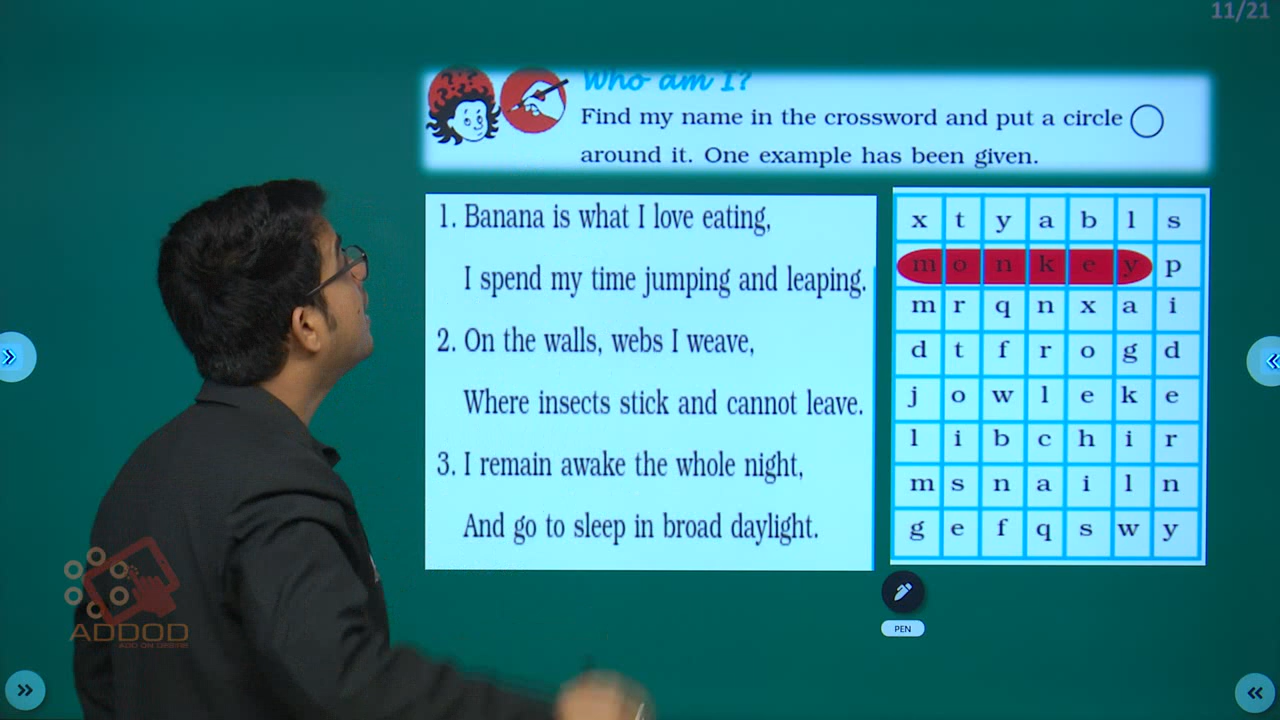 11/21
Who am I?
Find my name in the crossword and put a circle
around it. One example has been given.
1. Banana is what I love eating,
I spend my time jumping and leaping.
2. On the walls, webs I weave,
Where insects stick and cannot leave.
3. I remain awake the whole night,
And go to sleep in broad daylight.
x t y a b l s
m o n k e y p
m r q n x a i
d t f r o g d
j o w l e k e
l i b c h i r
m s n a i l n
g e f q s w y
PEN
ADDOD